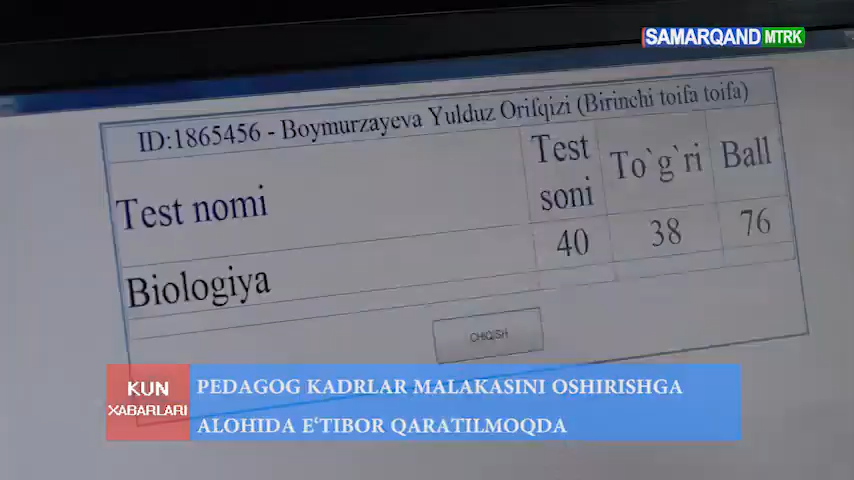 SAMARQAND MTRK
ID:1865456 - Boymurzayeva Yulduz Orifqizi (Birinchi toifa toifa)
Test nomi Test soni To`g`ri Ball
Biologiya 40 38 76
CHIQISH
KUN XABARLARI
PEDAGOG KADRLAR MALAKASINI OSHIRISHGA
ALOHIDA E‘TIBOR QARATILMOQDA